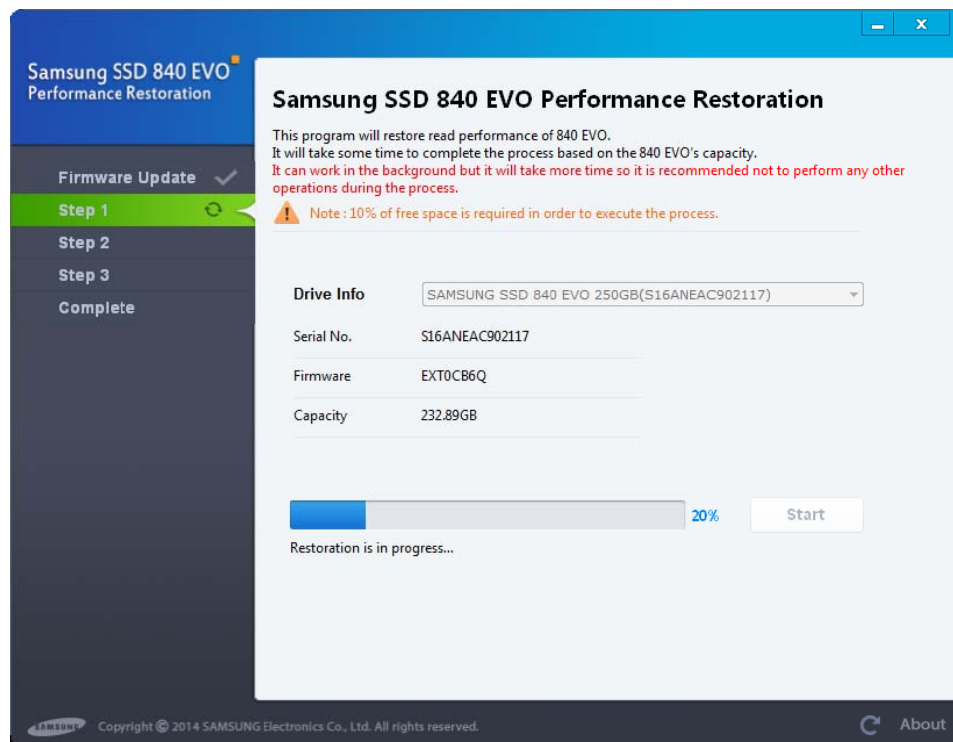 Samsung SSD 840 EVO
Performance Restoration
Firmware Update
Step 1
Step 2
Step 3
Complete
Samsung SSD 840 EVO Performance Restoration
This program will restore read performance of 840 EVO.
It will take some time to complete the process based on the 840 EVO's capacity.
It can work in the background but it will take more time so it is recommended not to perform any other
operations during the process.
Note : 10% of free space is required in order to execute the process.
Drive Info SAMSUNG SSD 840 EVO 250GB(S16ANEAC902117)
Serial No. S16ANEAC902117
Firmware EXT0CB6Q
Capacity 232.89GB
20% Start
Restoration is in progress...
SAMSUNG Copyright © 2014 SAMSUNG Electronics Co., Ltd. All rights reserved. About